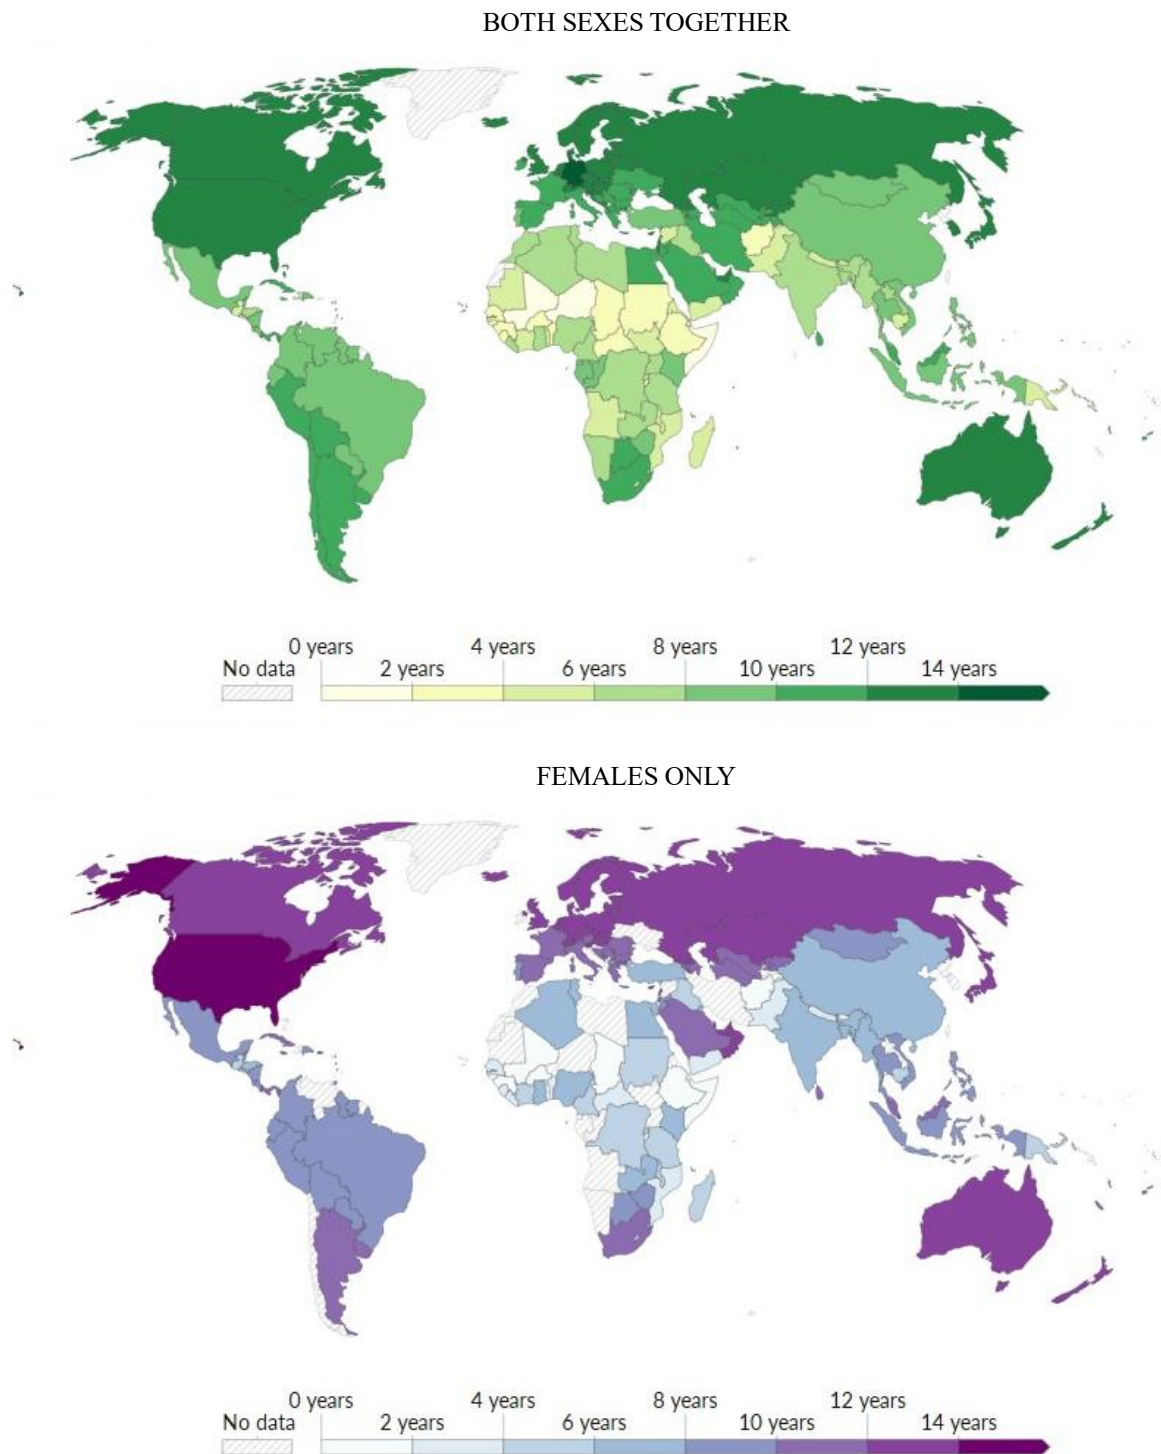 BOTH SEXES TOGETHER
0 years 4 years 8 years 12 years
No data 2 years 6 years 10 years 14 years
FEMALES ONLY
0 years 4 years 8 years 12 years
No data 2 years 6 years 10 years 14 years